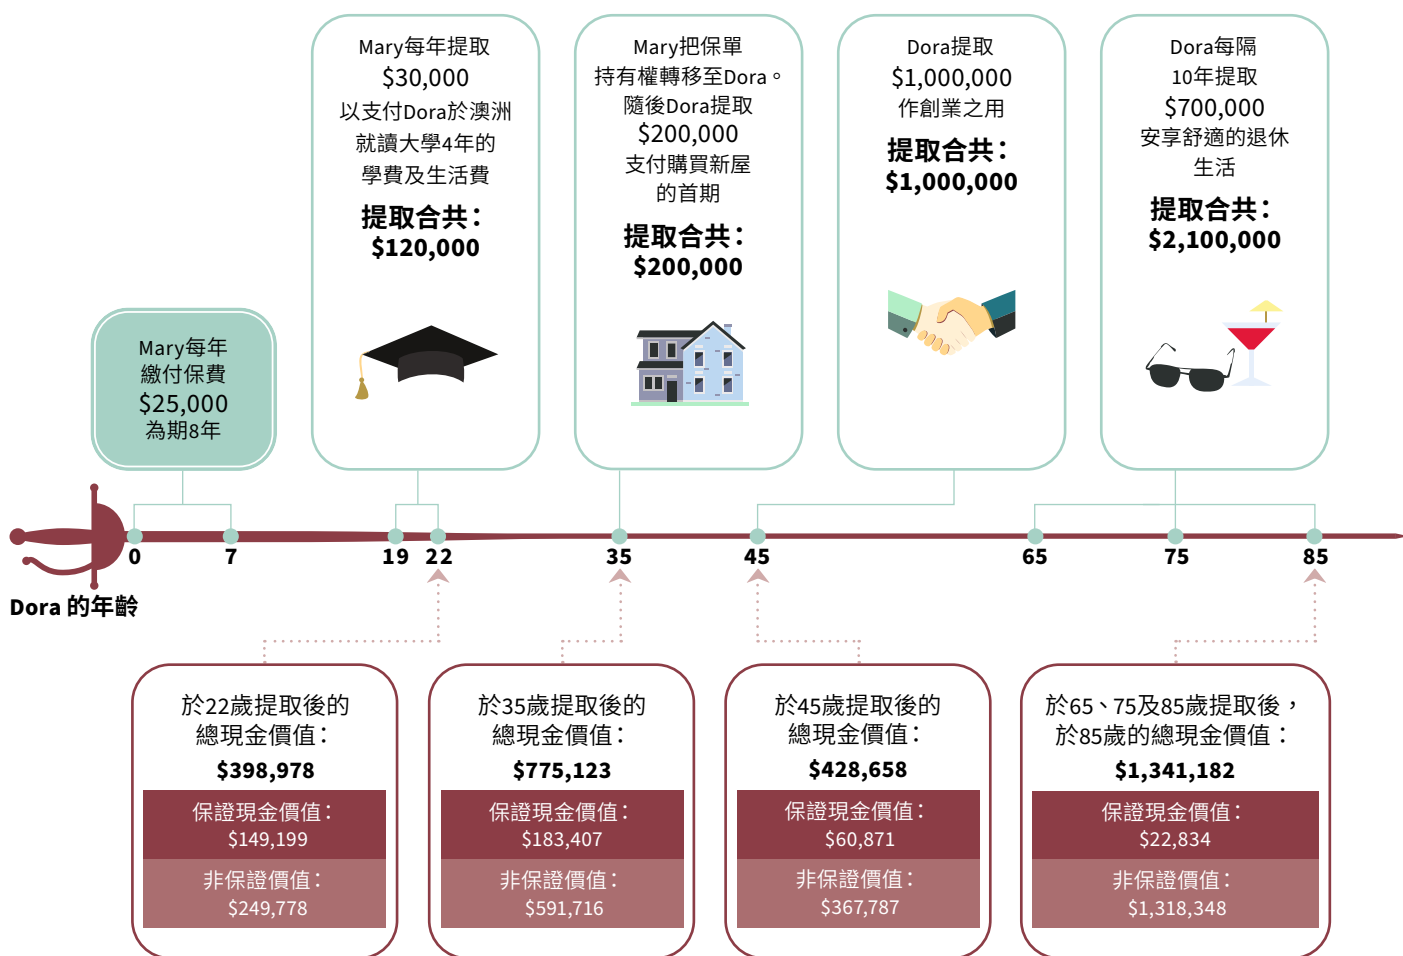 Mary每年
繳付保費
$25,000
為期8年
Mary每年提取
$30,000
以支付Dora於澳洲
就讀大學4年的
學費及生活費
提取合共：
$120,000
Mary把保單
持有權轉移至Dora。
隨後Dora提取
$200,000
支付購買新屋
的首期
提取合共：
$200,000
Dora提取
$1,000,000
作創業之用
提取合共：
$1,000,000
Dora每隔
10年提取
$700,000
安享舒適的退休
生活
提取合共：
$2,100,000
0 7 19 22 35 45 65 75 85
Dora 的年齡
於22歲提取後的
總現金價值：
$398,978
保證現金價值：
$149,199
非保證價值：
$249,778
於35歲提取後的
總現金價值：
$775,123
保證現金價值：
$183,407
非保證價值：
$591,716
於45歲提取後的
總現金價值：
$428,658
保證現金價值：
$60,871
非保證價值：
$367,787
於65、75及85歲提取後，
於85歲的總現金價值：
$1,341,182
保證現金價值：
$22,834
非保證價值：
$1,318,348